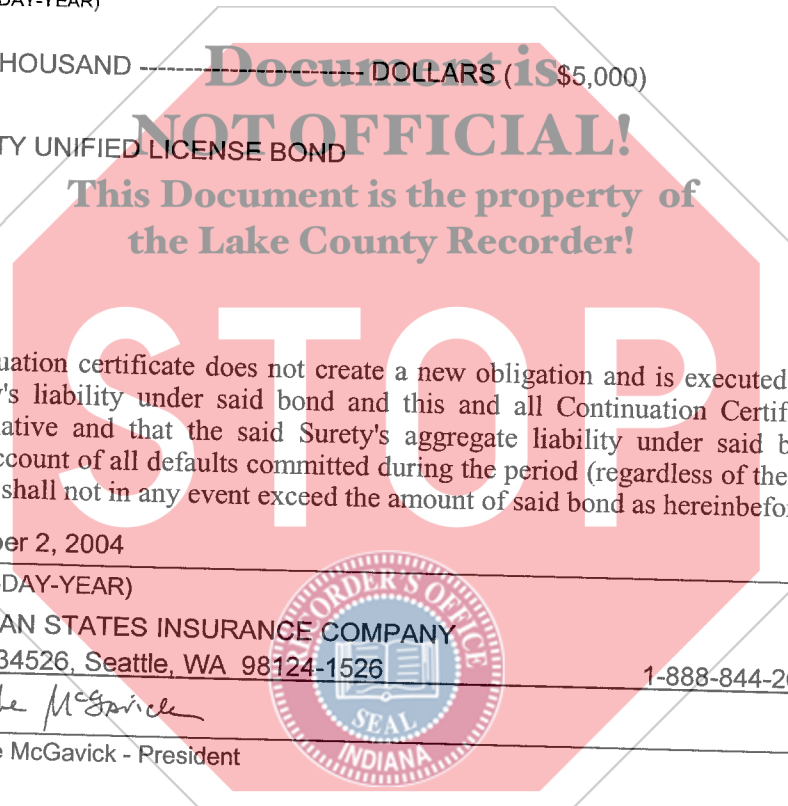 DAY-YEAR)
HOUSAND ----------------------- DOLLARS ( $5,000)
Document is
NOT OFFICIAL!
TY UNIFIED LICENSE BOND
This Document is the property of
the Lake County Recorder!
STOP
uation certificate does not create a new obligation and is executed
y's liability under said bond and this and all Continuation Certif
ative and that the said Surety's aggregate liability under said b
ccount of all defaults committed during the period (regardless of the
shall not in any event exceed the amount of said bond as hereinbefor
er 2, 2004
-DAY-YEAR)
AN STATES INSURANCE COMPANY
34526, Seattle, WA 98124-1526
1-888-844-2
McGavick
e McGavick - President
RECORDER'S OFFICE
SEAL
INDIANA